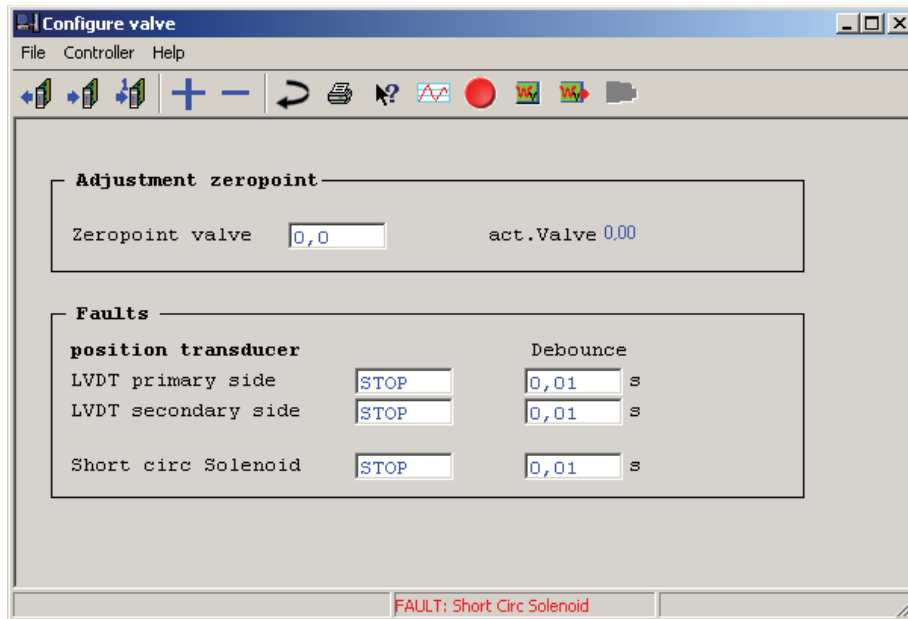 Configure valve
File Controller Help
1
?
Adjustment zeropoint
Zeropoint valve 0,0 act.Valve 0,00
Faults
position transducer Debounce
LVDT primary side STOP 0,01 s
LVDT secondary side STOP 0,01 s
Short circ Solenoid STOP 0,01 s
FAULT: Short Circ Solenoid